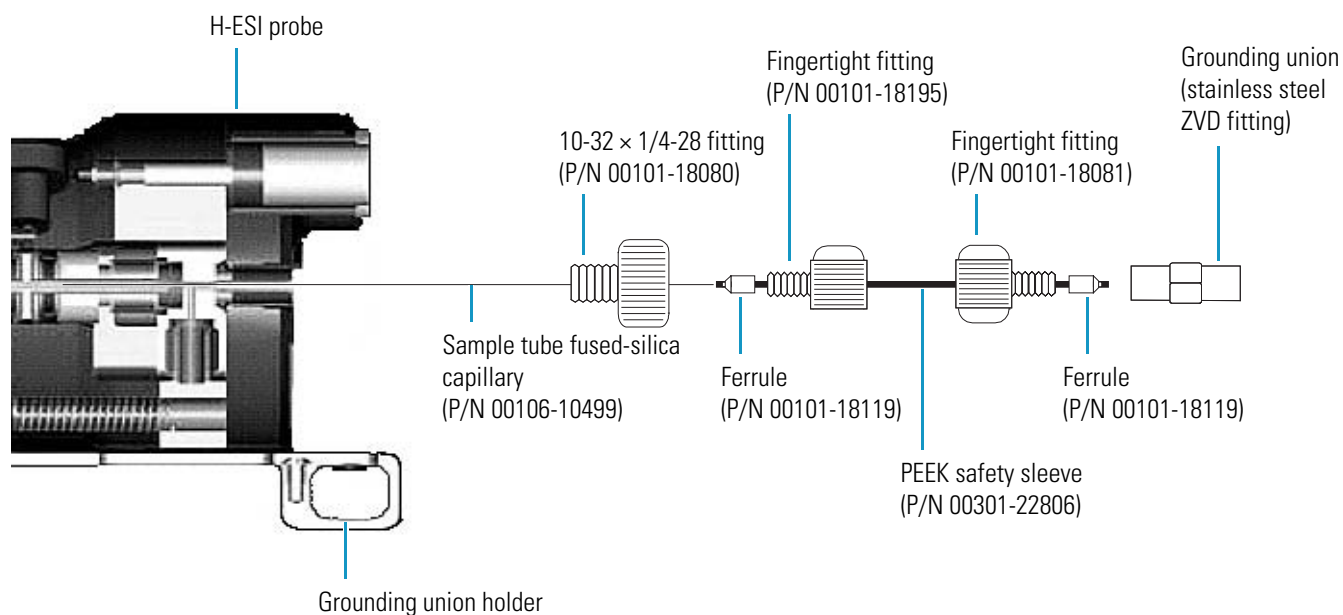 H-ESI probe
Fingertight fitting
(P/N 00101-18195)
Grounding union
(stainless steel
ZVD fitting)
10-32 × 1/4-28 fitting
(P/N 00101-18080)
Fingertight fitting
(P/N 00101-18081)
Sample tube fused-silica
capillary
(P/N 00106-10499)
Ferrule
(P/N 00101-18119)
Ferrule
(P/N 00101-18119)
PEEK safety sleeve
(P/N 00301-22806)
Grounding union holder